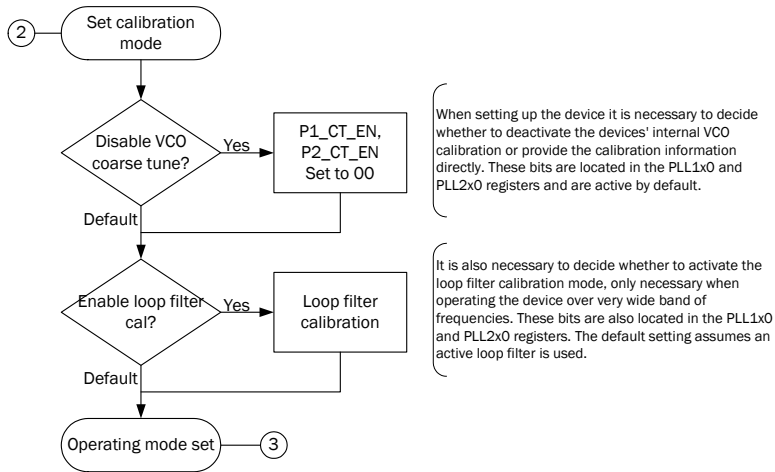 2
Set calibration
mode
Disable VCO
coarse tune?
Yes
P1_CT_EN,
P2_CT_EN
Set to 00
When setting up the device it is necessary to decide
whether to deactivate the devices' internal VCO
calibration or provide the calibration information
directly. These bits are located in the PLL1x0 and
PLL2x0 registers and are active by default.
Default
Enable loop filter
cal?
Yes
Loop filter
calibration
It is also necessary to decide whether to activate the
loop filter calibration mode, only necessary when
operating the device over very wide band of
frequencies. These bits are also located in the PLL1x0
and PLL2x0 registers. The default setting assumes an
active loop filter is used.
Default
Operating mode set
3